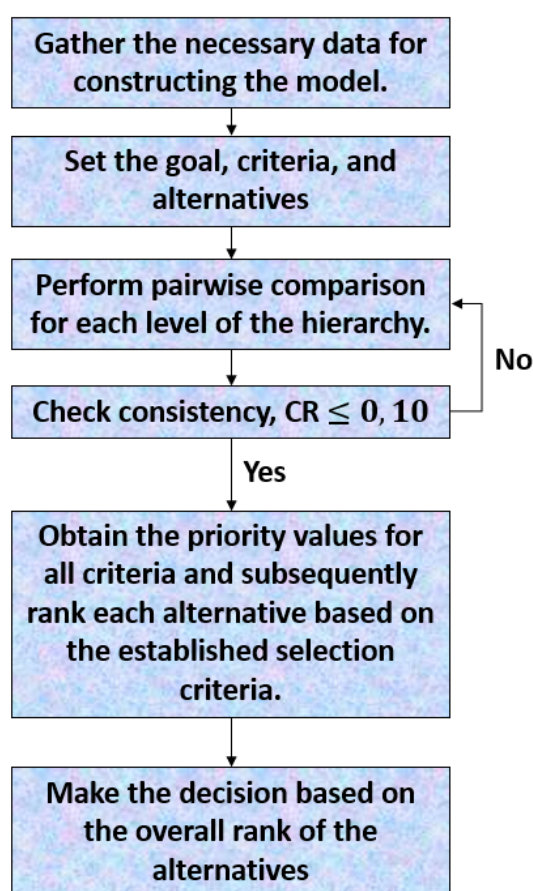 Gather the necessary data for
constructing the model.
Set the goal, criteria, and
alternatives
Perform pairwise comparison
for each level of the hierarchy.
No
Check consistency, CR ≤ 0, 10
Yes
Obtain the priority values for
all criteria and subsequently
rank each alternative based on
the established selection
criteria.
Make the decision based on
the overall rank of the
alternatives